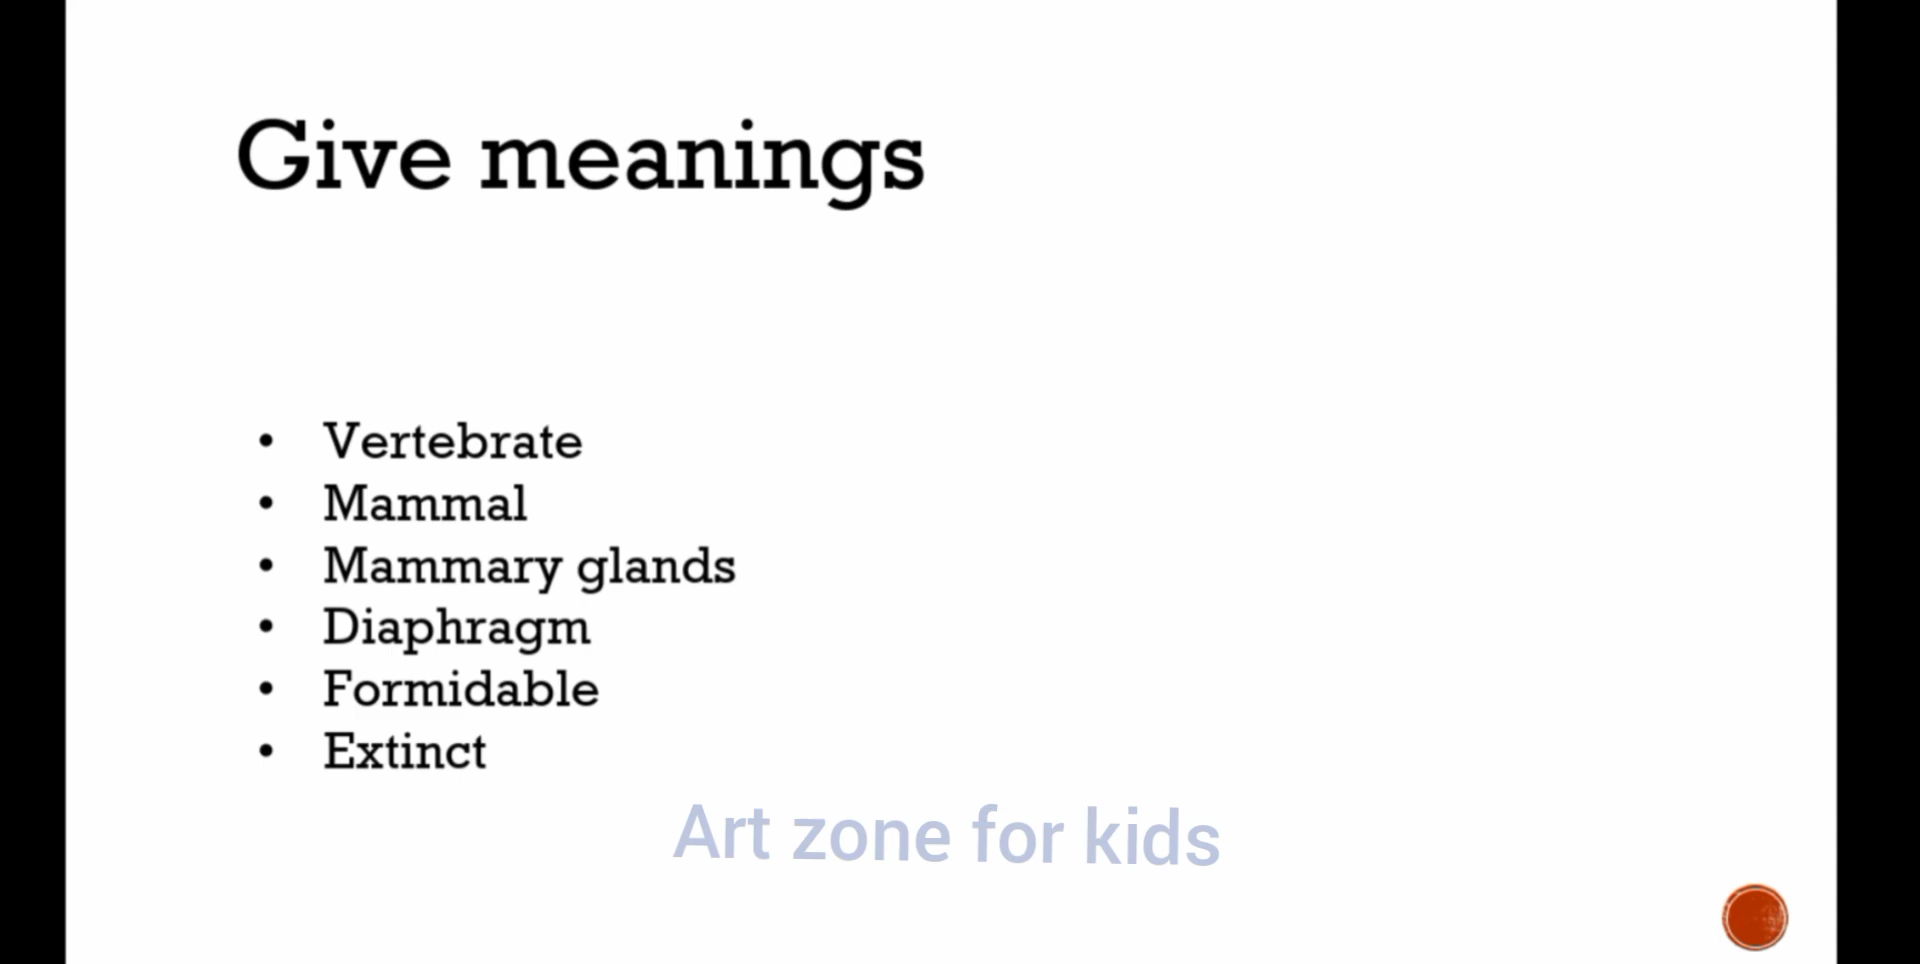 Give meanings
• Vertebrate
• Mammal
• Mammary glands
• Diaphragm
• Formidable
• Extinct
Art zone for kids